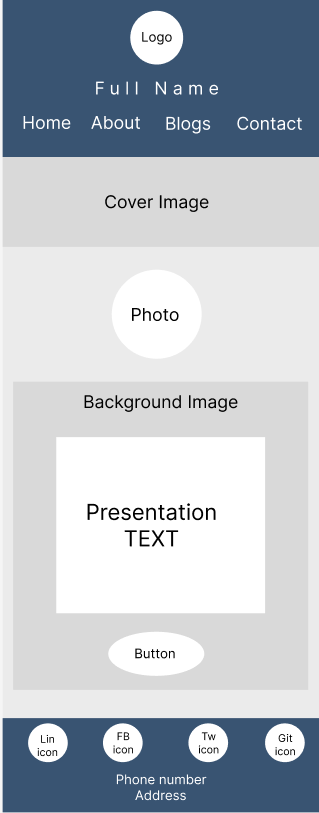 Logo
Full Name
Home About Blogs Contact
Cover Image
Photo
Background Image
Presentation
TEXT
Button
Lin
icon
FB
icon
Tw
icon
Git
icon
Phone number
Address